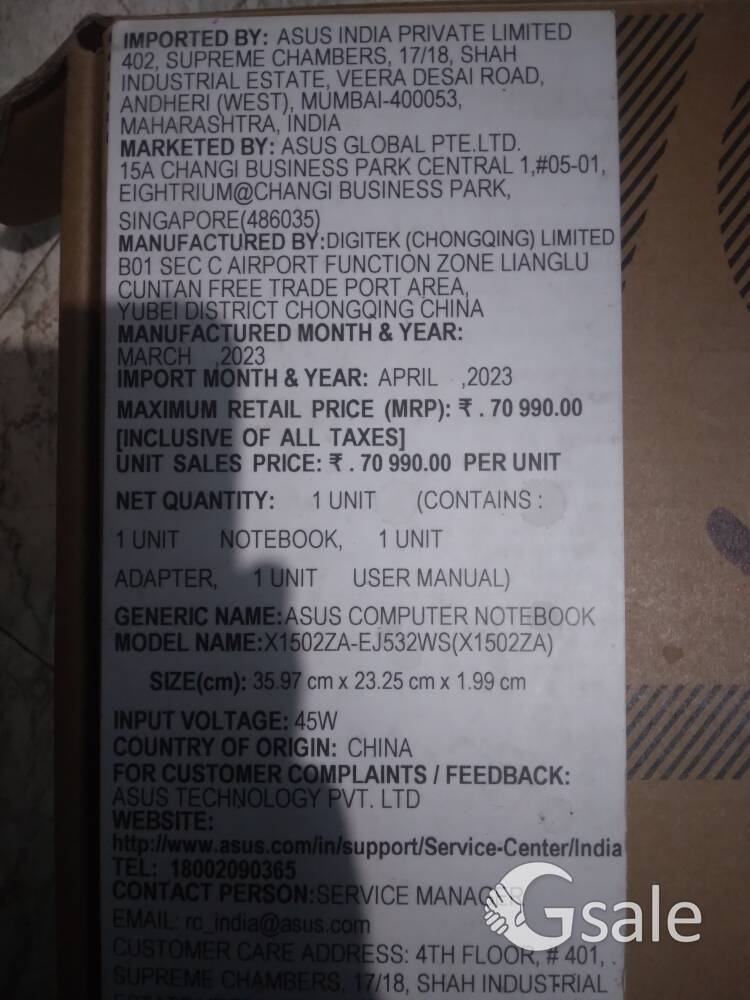 IMPORTED BY: ASUS INDIA PRIVATE LIMITED
402, SUPREME CHAMBERS, 17/18, SHAH
INDUSTRIAL ESTATE, VEERA DESAI ROAD,
ANDHERI (WEST), MUMBAI-400053,
MAHARASHTRA, INDIA
MARKETED BY: ASUS GLOBAL PTE.LTD.
15A CHANGI BUSINESS PARK CENTRAL 1,#05-01,
EIGHTRIUM@CHANGI BUSINESS PARK,
SINGAPORE(486035)
MANUFACTURED BY:DIGITEK (CHONGQING) LIMITED
B01 SEC C AIRPORT FUNCTION ZONE LIANGLU
CUNTAN FREE TRADE PORT AREA,
YUBEI DISTRICT CHONGQING CHINA
MANUFACTURED MONTH & YEAR:
MARCH ,2023
IMPORT MONTH & YEAR: APRIL ,2023
MAXIMUM RETAIL PRICE (MRP): ₹ . 70 990.00
[INCLUSIVE OF ALL TAXES]
UNIT SALES PRICE: ₹ . 70 990.00 PER UNIT
NET QUANTITY: 1 UNIT (CONTAINS :
1 UNIT NOTEBOOK, 1 UNIT
ADAPTER, 1 UNIT USER MANUAL)
GENERIC NAME:ASUS COMPUTER NOTEBOOK
MODEL NAME:X1502ZA-EJ532WS(X1502ZA)
SIZE(cm): 35.97 cm x 23.25 cm x 1.99 cm
INPUT VOLTAGE: 45W
COUNTRY OF ORIGIN: CHINA
FOR CUSTOMER COMPLAINTS / FEEDBACK:
ASUS TECHNOLOGY PVT. LTD
WEBSITE:
http://www.asus.com/in/support/Service-Center/India
TEL: 18002090365
CONTACT PERSON:SERVICE MANAGER
EMAIL: rc_india@asus.com
CUSTOMER CARE ADDRESS: 4TH FLOOR, # 401,
SUPREME CHAMBERS, 17/18, SHAH INDUSTRIAL
Gsale